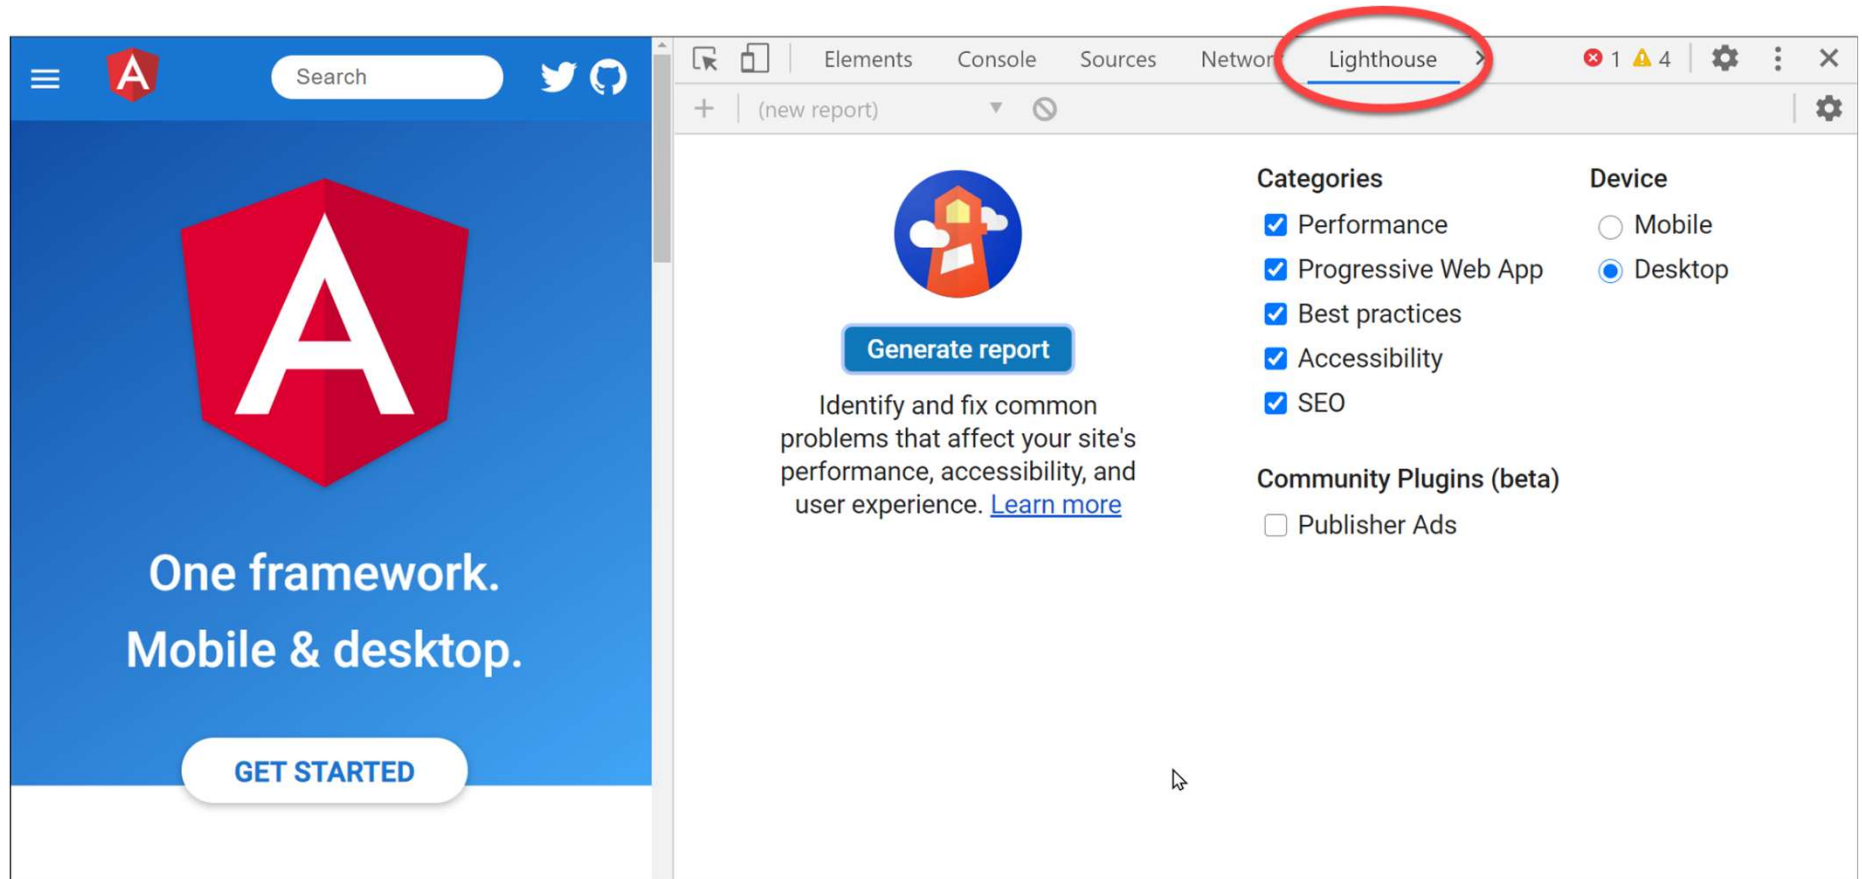 Search
One framework.
Mobile & desktop.
GET STARTED
Elements Console Sources Network Lighthouse 1 4
(new report)
Generate report
Identify and fix common
problems that affect your site's
performance, accessibility, and
user experience. Learn more
Categories
Performance
Progressive Web App
Best practices
Accessibility
SEO
Community Plugins (beta)
Publisher Ads
Device
Mobile
Desktop